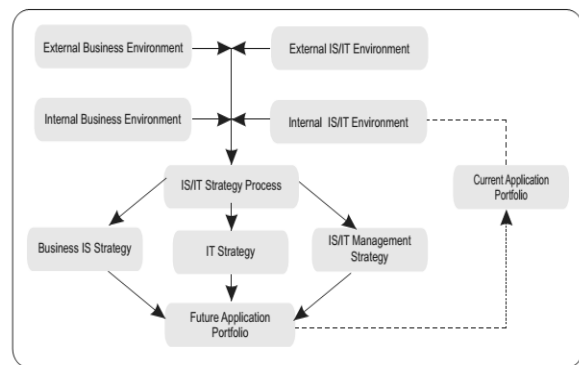 External Business Environment
External IS/IT Environment
Internal Business Environment
Internal IS/IT Environment
IS/IT Strategy Process
Current Application
Portfolio
Business IS Strategy
IT Strategy
IS/IT Management
Strategy
Future Application
Portfolio